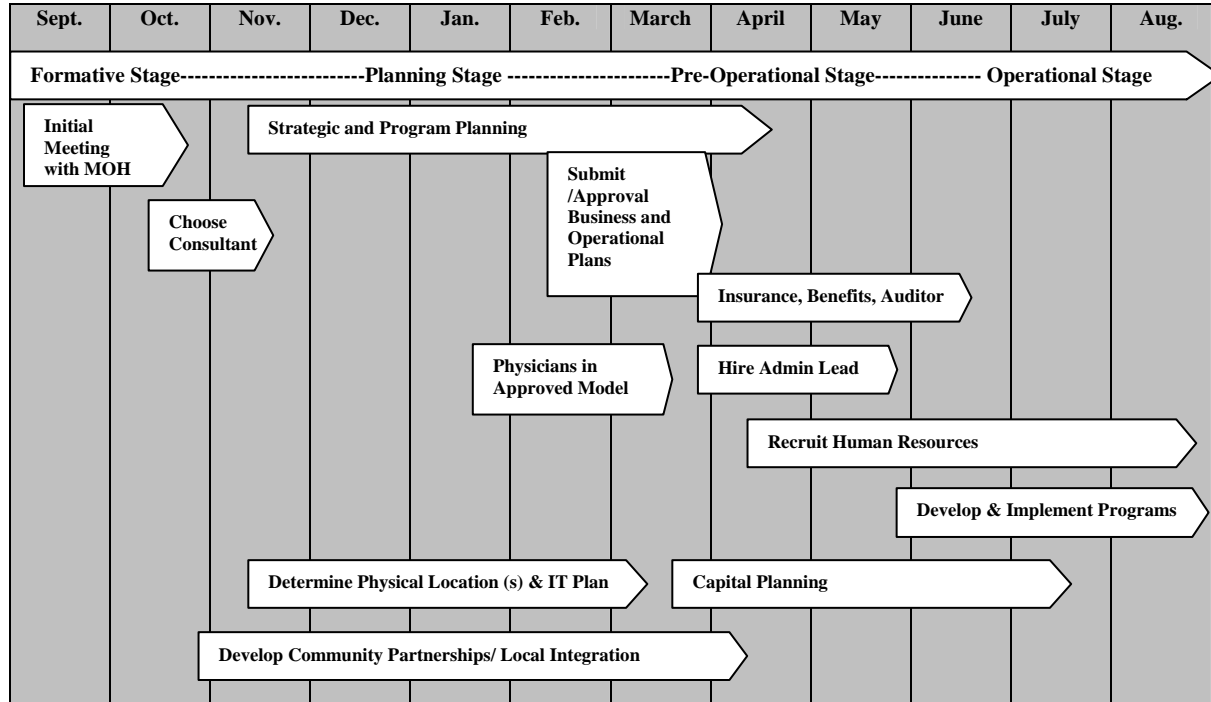 Sept. Oct. Nov. Dec. Jan. Feb. March April May June July Aug.
Formative Stage--------------------------Planning Stage -----------------------Pre-Operational Stage--------------- Operational Stage
Initial
Meeting
with MOH
Strategic and Program Planning
Submit
/Approval
Business and
Operational
Plans
Choose
Consultant
Insurance, Benefits, Auditor
Physicians in
Approved Model
Hire Admin Lead
Recruit Human Resources
Develop & Implement Programs
Determine Physical Location (s) & IT Plan
Capital Planning
Develop Community Partnerships/ Local Integration